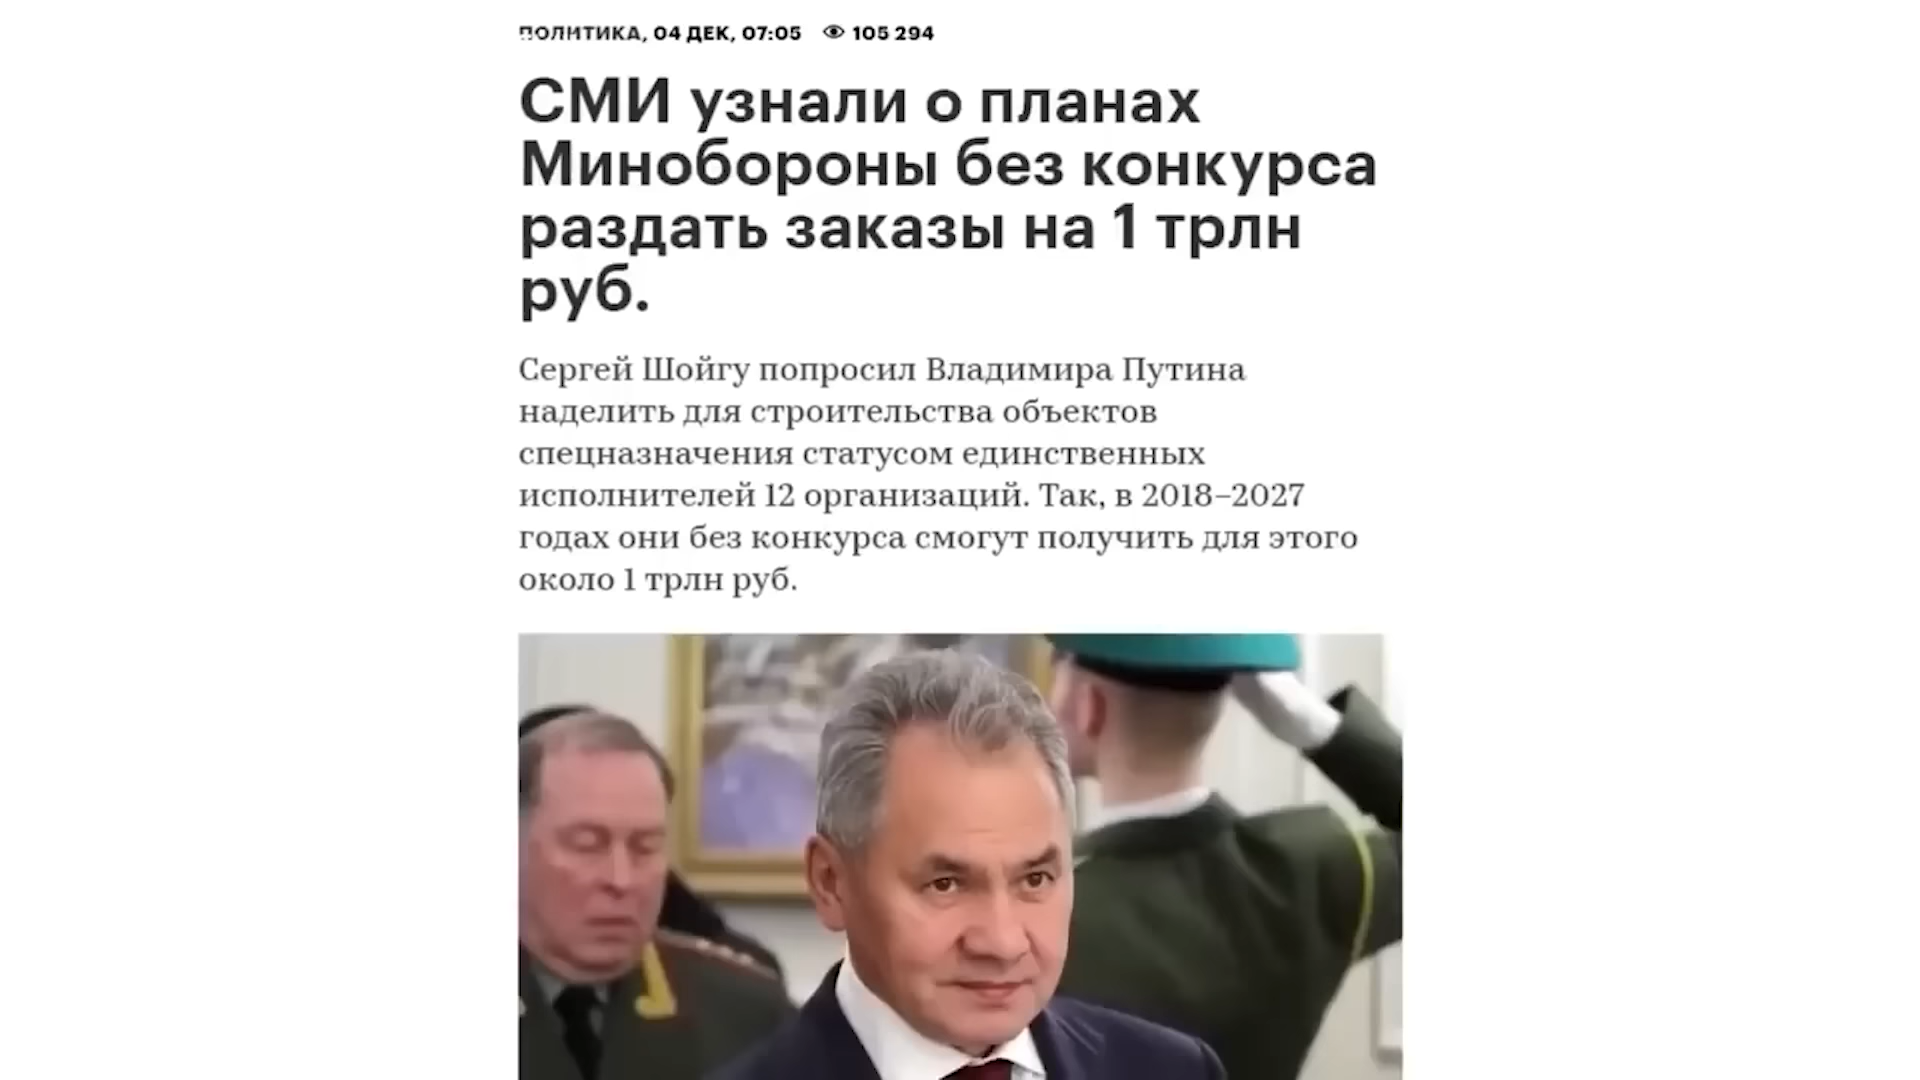 ПОЛИТИКА, 04 ДЕК, 07:05 105 294
СМИ узнали о планах
Минобороны без конкурса
раздать заказы на 1 трлн
руб.
Сергей Шойгу попросил Владимира Путина
наделить для строительства объектов
спецназначения статусом единственных
исполнителей 12 организаций. Так, в 2018–2027
годах они без конкурса смогут получить для этого
около 1 трлн руб.